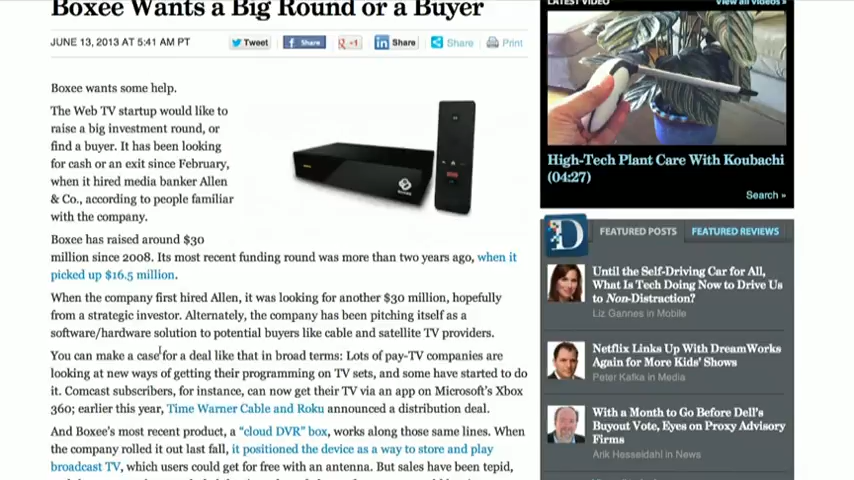 Boxee Wants a Big Round or a Buyer
JUNE 13, 2013 AT 5:41 AM PT
Tweet
Share
+1
Share
Share
Print
Boxee wants some help.
The Web TV startup would like to
raise a big investment round, or
find a buyer. It has been looking
for cash or an exit since February,
when it hired media banker Allen
& Co., according to people familiar
with the company.
Boxee has raised around $30
million since 2008. Its most recent funding round was more than two years ago, when it
picked up $16.5 million.
When the company first hired Allen, it was looking for another $30 million, hopefully
from a strategic investor. Alternately, the company has been pitching itself as a
software/hardware solution to potential buyers like cable and satellite TV providers.
You can make a case for a deal like that in broad terms: Lots of pay-TV companies are
looking at new ways of getting their programming on TV sets, and some have started to do
it. Comcast subscribers, for instance, can now get their TV via an app on Microsoft's Xbox
360; earlier this year, Time Warner Cable and Roku announced a distribution deal.
And Boxee's most recent product, a "cloud DVR" box, works along those same lines. When
the company rolled it out last fall, it positioned the device as a way to store and play
broadcast TV, which users could get for free with an antenna. But sales have been tepid,
LATEST VIDEO
View all videos »
High-Tech Plant Care With Koubachi
(04:27)
Search »
D
FEATURED POSTS
FEATURED REVIEWS
Until the Self-Driving Car for All,
What Is Tech Doing Now to Drive Us
to Non-Distraction?
Liz Gannes in Mobile
Netflix Links Up With DreamWorks
Again for More Kids' Shows
Peter Kafka in Media
With a Month to Go Before Dell's
Buyout Vote, Eyes on Proxy Advisory
Firms
Arik Hesseldahl in News